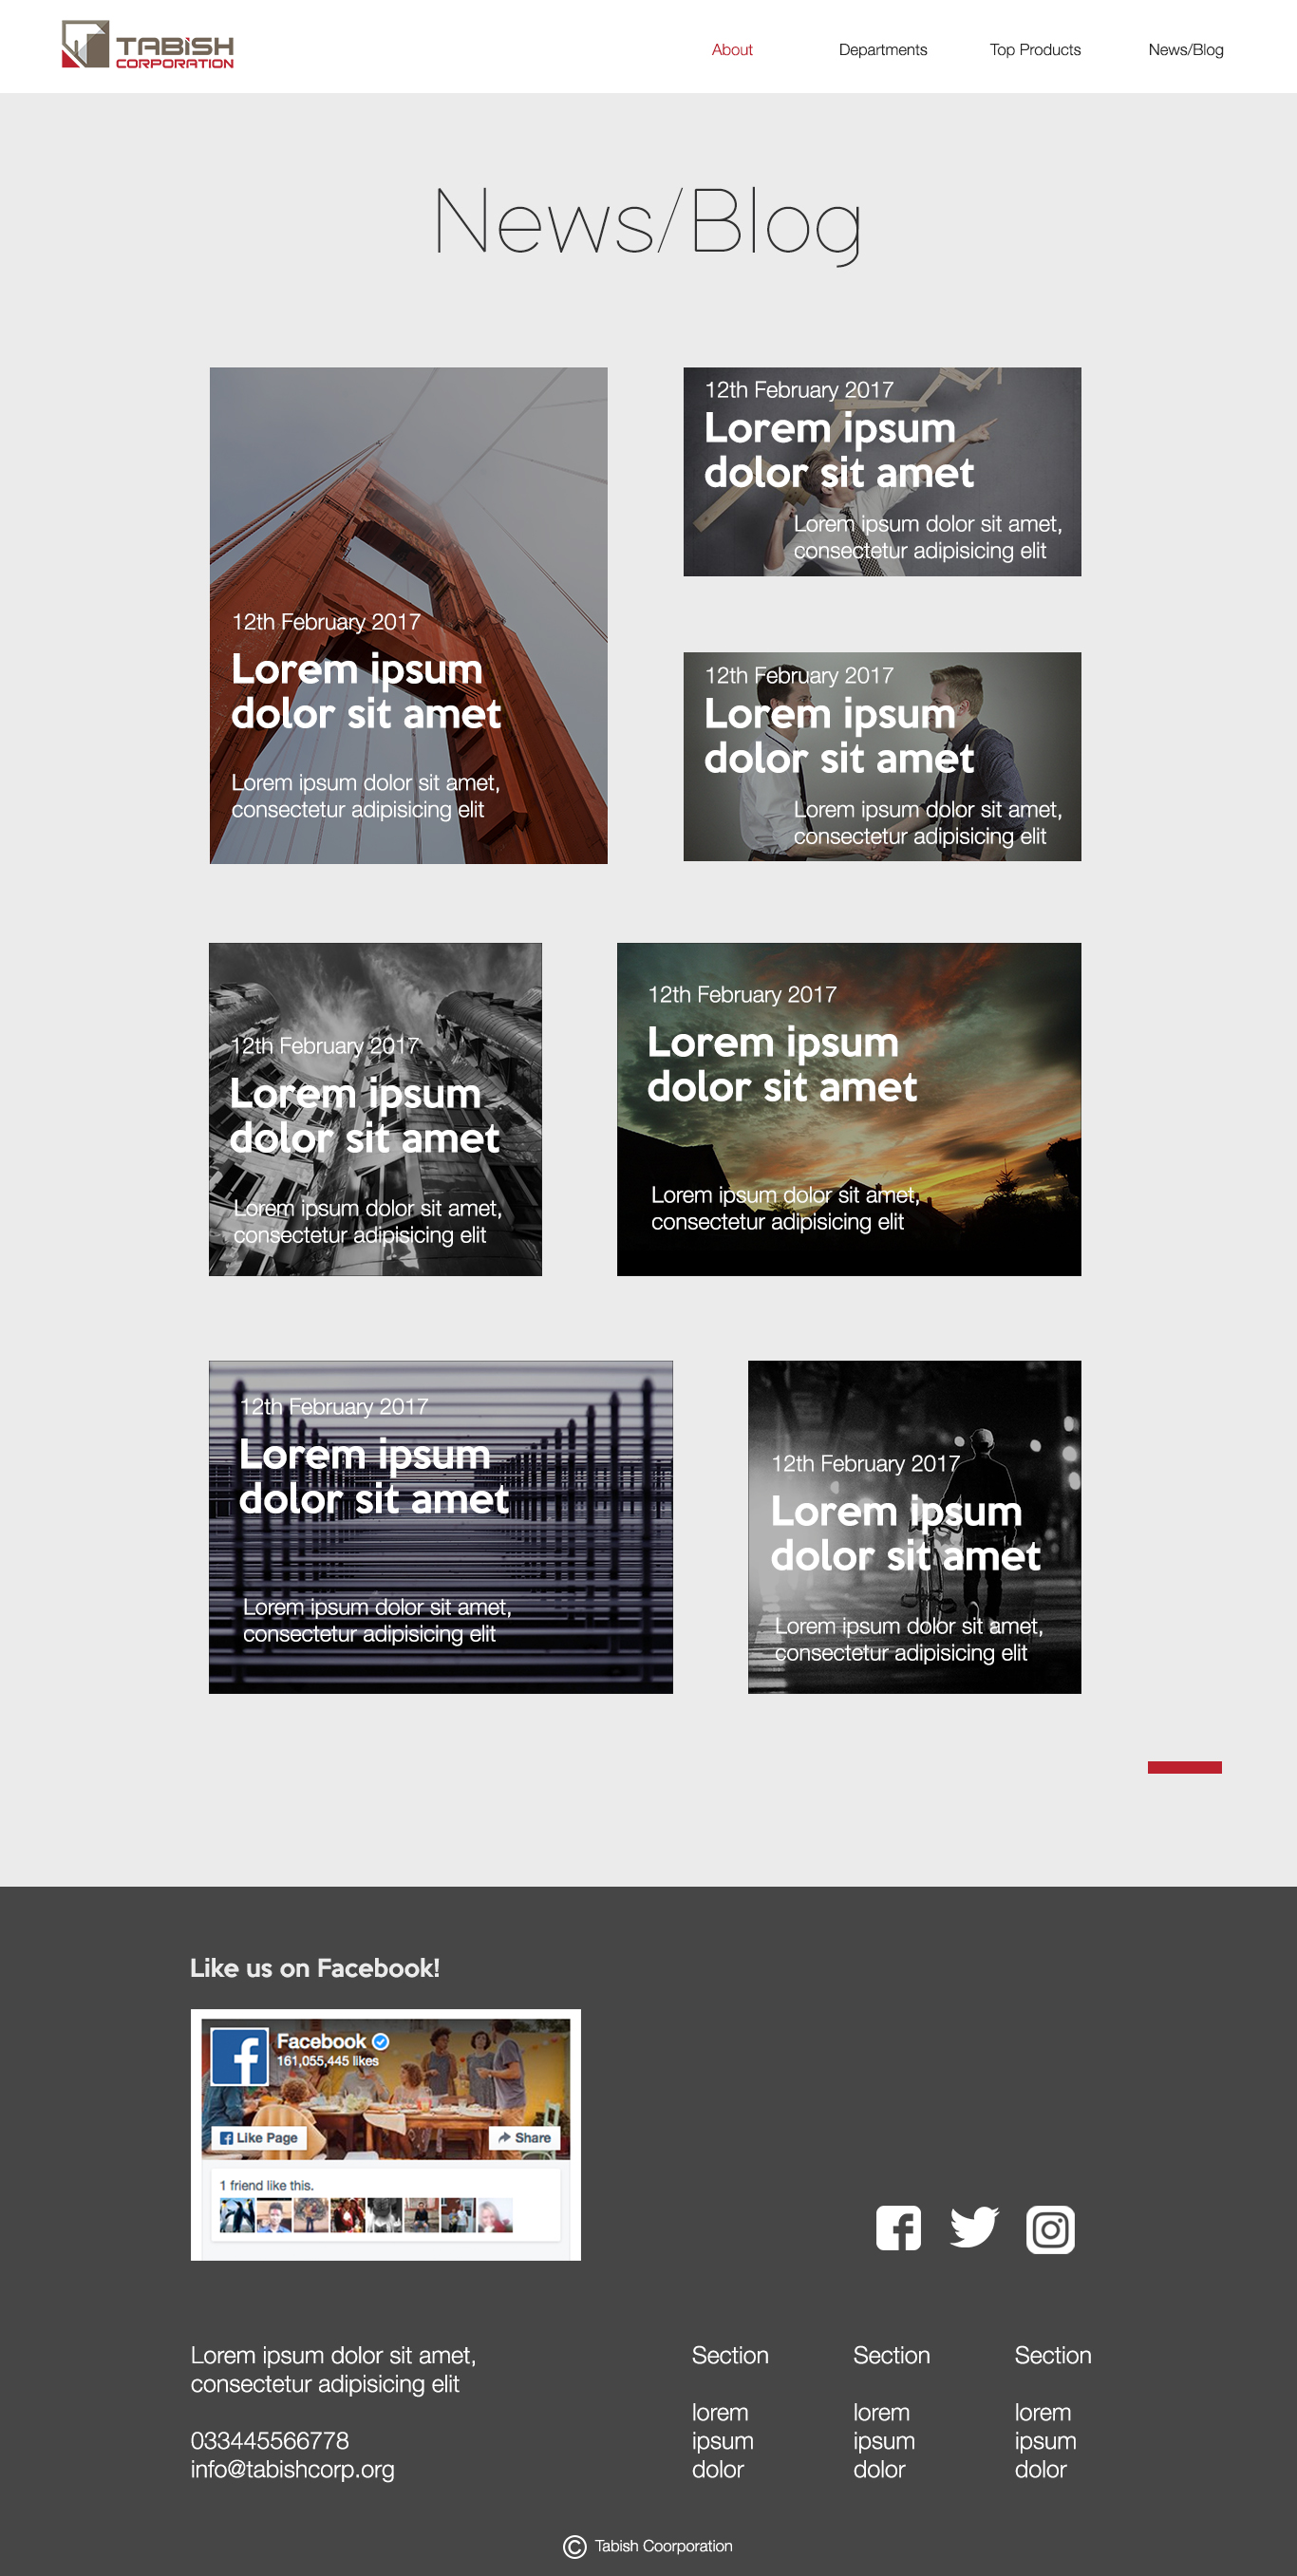 TABISH
CORPORATION
About
Departments
Top Products
News/Blog
News/Blog
12th February 2017
Lorem ipsum
dolor sit amet
Lorem ipsum dolor sit amet,
consectetur adipisicing elit
12th February 2017
Lorem ipsum
dolor sit amet
Lorem ipsum dolor sit amet,
consectetur adipisicing elit
12th February 2017
Lorem ipsum
dolor sit amet
Lorem ipsum dolor sit amet,
consectetur adipisicing elit
12th February 2017
Lorem ipsum
dolor sit amet
Lorem ipsum dolor sit amet,
consectetur adipisicing elit
12th February 2017
Lorem ipsum
dolor sit amet
Lorem ipsum dolor sit amet,
consectetur adipisicing elit
12th February 2017
Lorem ipsum
dolor sit amet
Lorem ipsum dolor sit amet,
consectetur adipisicing elit
12th February 2017
Lorem ipsum
dolor sit amet
Lorem ipsum dolor sit amet,
consectetur adipisicing elit
Like us on Facebook!
Facebook
161,055,445 likes
Like Page
Share
1 friend like this.
Lorem ipsum dolor sit amet,
consectetur adipisicing elit
033445566778
info@tabishcorp.org
Section
lorem
ipsum
dolor
Section
lorem
ipsum
dolor
Section
lorem
ipsum
dolor
© Tabish Coorporation